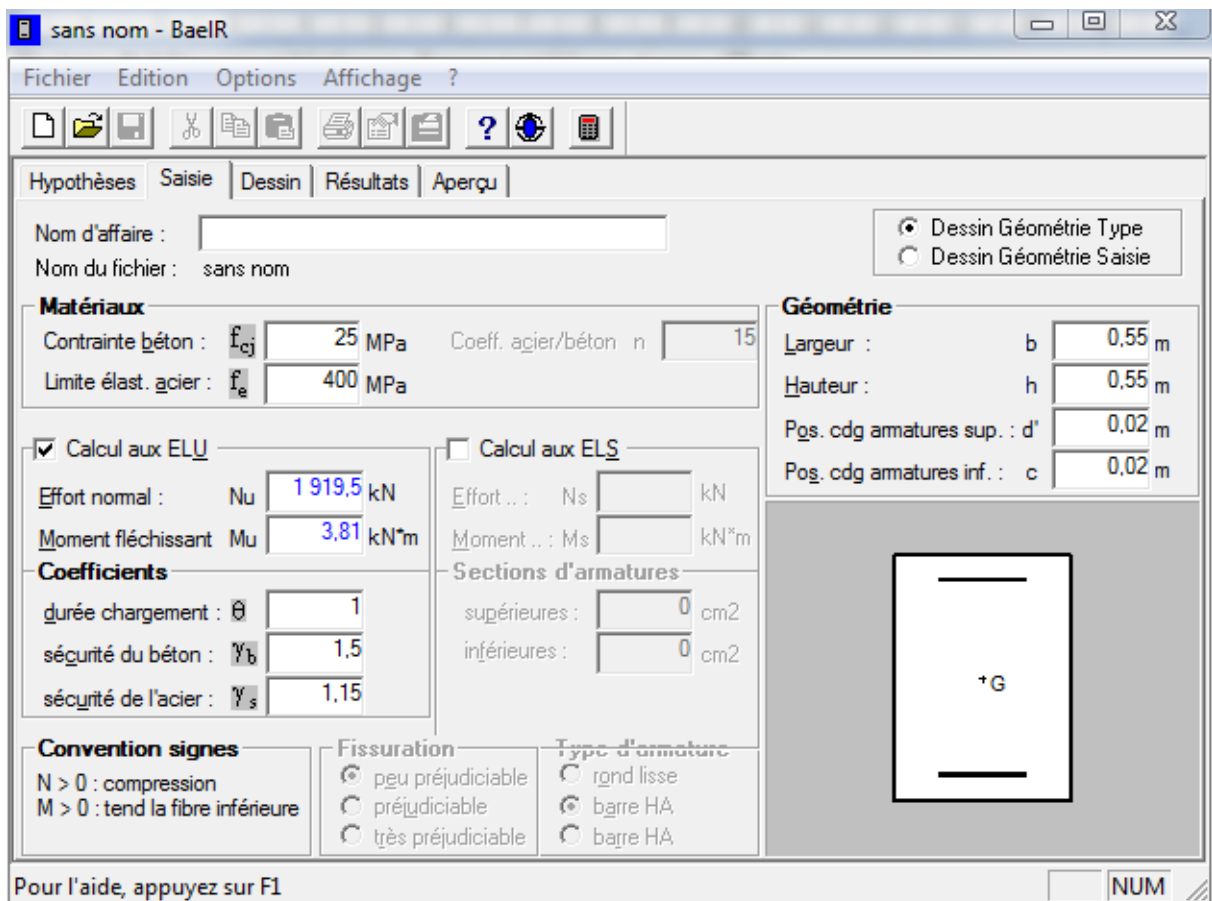 sans nom - BaelR
Fichier Edition Options Affichage ?
Hypothèses Saisie Dessin Résultats Aperçu
Nom d'affaire :
Nom du fichier : sans nom
Dessin Géométrie Type
Dessin Géométrie Saisie
Matériaux
Contrainte béton : fcj 25 MPa Coeff. acier/béton n 15
Limite élast. acier : fe 400 MPa
Géométrie
Largeur : b 0,55 m
Hauteur : h 0,55 m
Pos. cdg armatures sup. : d' 0,02 m
Pos. cdg armatures inf. : c 0,02 m
Calcul aux ELU
Effort normal : Nu 1 919,5 kN
Moment fléchissant Mu 3,81 kN*m
Calcul aux ELS
Effort .. : Ns kN
Moment .. : Ms kN*m
Coefficients
durée chargement : θ 1
sécurité du béton : γb 1,5
sécurité de l'acier : γs 1,15
Sections d'armatures
supérieures : 0 cm2
inférieures : 0 cm2
+G
Convention signes
N > 0 : compression
M > 0 : tend la fibre inférieure
Fissuration
peu préjudiciable
préjudiciable
très préjudiciable
Type d'armature
rond lisse
barre HA
barre HA
Pour l'aide, appuyez sur F1 NUM